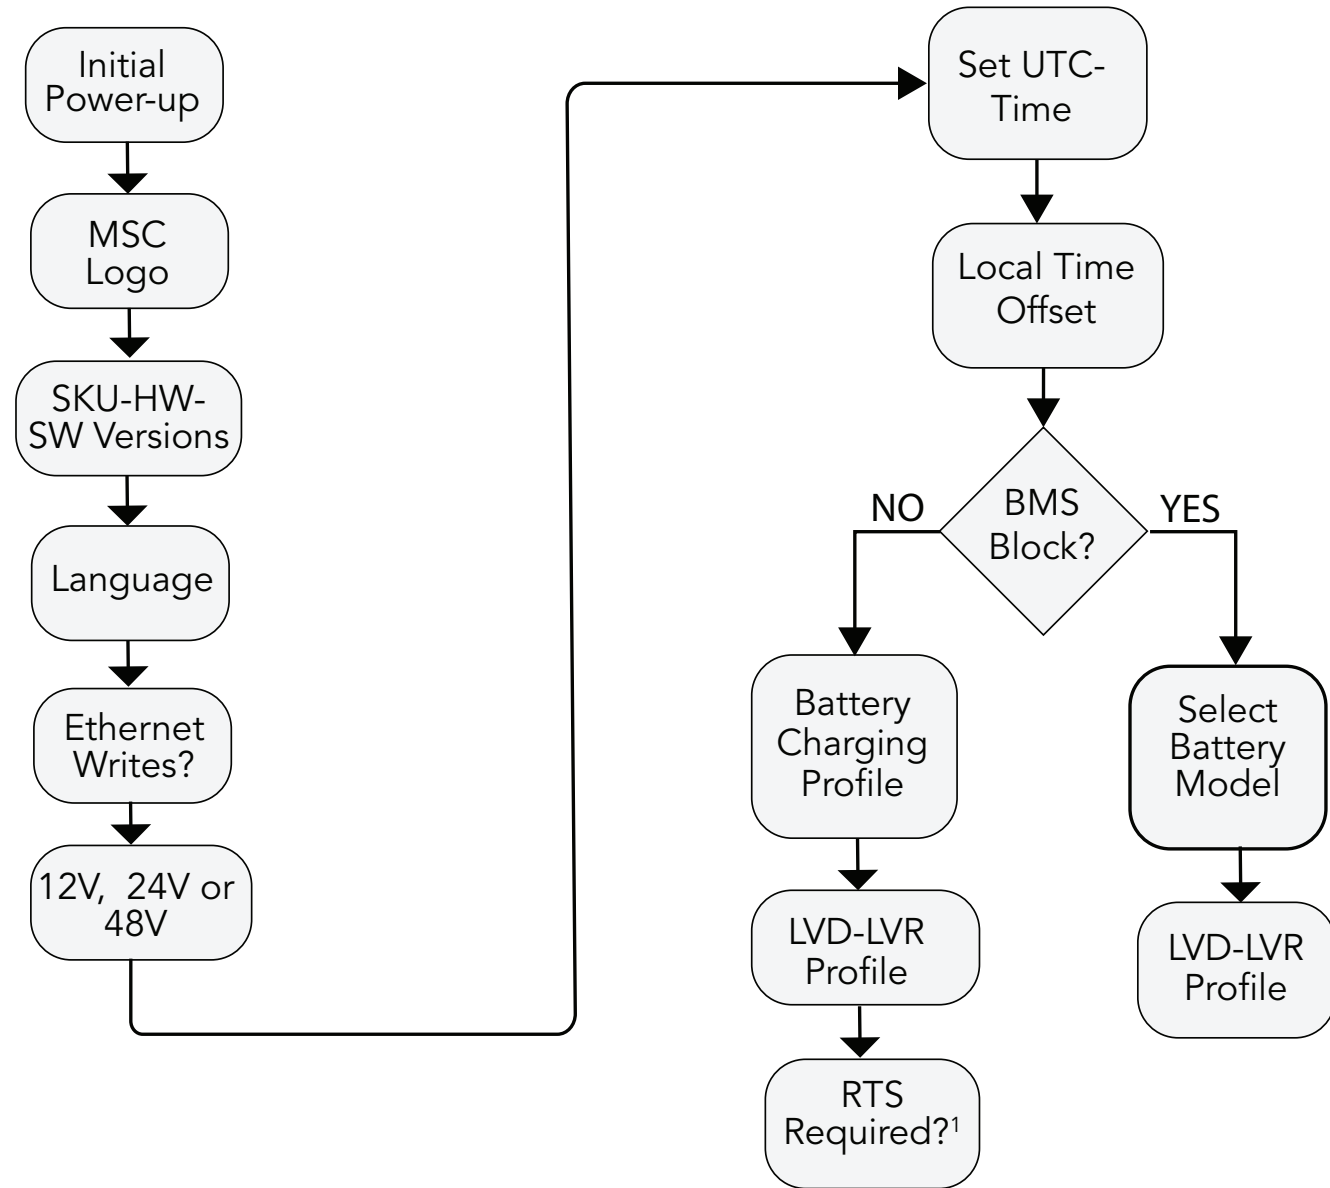 Initial
Power-up
MSC
Logo
SKU-HW-
SW Versions
Language
Ethernet
Writes?
12V,  24V or
48V
Set UTC-
Time
Local Time
Offset
BMS
Block?
NO
YES
Battery
Charging
Profile
LVD-LVR
Profile
RTS
Required?¹
Select
Battery
Model
LVD-LVR
Profile